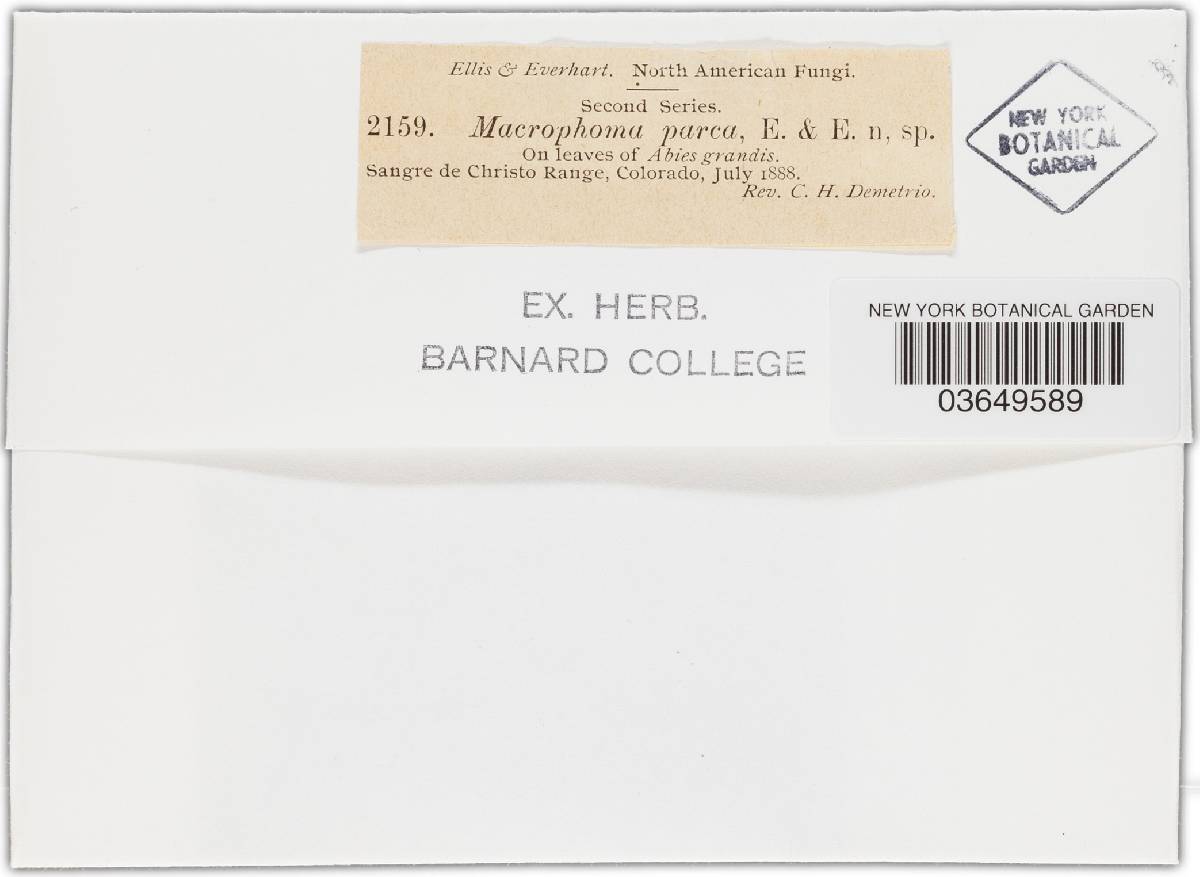 Ellis & Everhart. North American Fungi.
Second Series.
2159. Macrophoma parca, E. & E. n, sp.
On leaves of Abies grandis.
Sangre de Christo Range, Colorado, July 1888.
Rev. C. H. Demetrio.
NEW YORK
BOTANICAL
GARDEN
EX. HERB.
BARNARD COLLEGE
NEW YORK BOTANICAL GARDEN
03649589